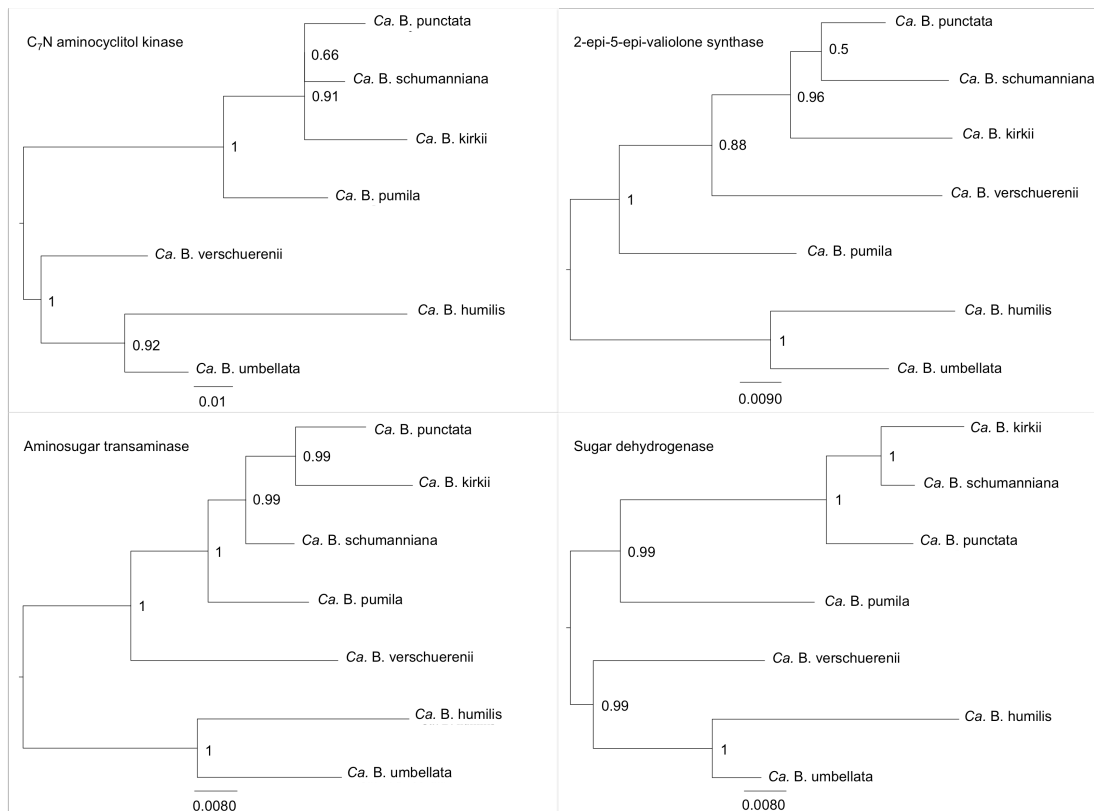 C₇N aminocyclitol kinase
Ca. B. punctata
0.66
Ca. B. schumanniana
0.91
Ca. B. kirkii
1
Ca. B. pumila
Ca. B. verschuerenii
1
Ca. B. humilis
0.92
Ca. B. umbellata
0.01
2-epi-5-epi-valiolone synthase
Ca. B. punctata
0.5
Ca. B. schumanniana
0.96
Ca. B. kirkii
0.88
Ca. B. verschuerenii
1
Ca. B. pumila
Ca. B. humilis
1
Ca. B. umbellata
0.0090
Aminosugar transaminase
Ca. B. punctata
0.99
Ca. B. kirkii
0.99
Ca. B. schumanniana
1
Ca. B. pumila
1
Ca. B. verschuerenii
Ca. B. humilis
1
Ca. B. umbellata
0.0080
Sugar dehydrogenase
Ca. B. kirkii
1
Ca. B. schumanniana
1
Ca. B. punctata
0.99
Ca. B. pumila
Ca. B. verschuerenii
0.99
Ca. B. humilis
1
Ca. B. umbellata
0.0080